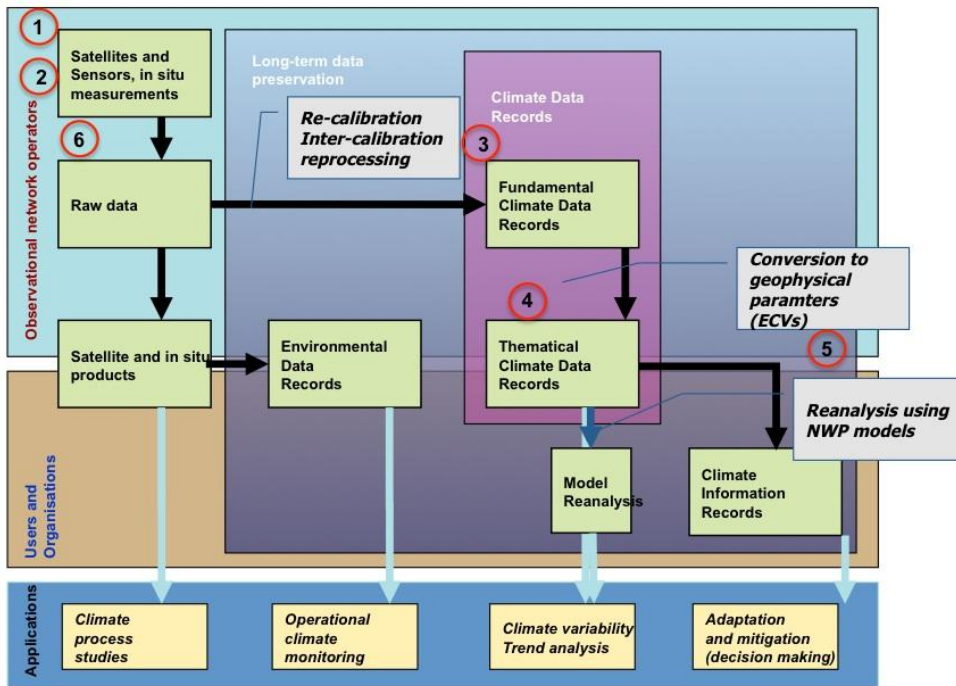 1
Satellites and
Sensors, in situ
measurements
2
Observational network operators
6
Raw data
Satellite and in situ
products
Long-term data
preservation
Re-calibration
Inter-calibration
reprocessing
Climate Data
Records
3
Fundamental
Climate Data
Records
Conversion to
geophysical
paramters
(ECVs)
4
Thematical
Climate Data
Records
5
Environmental
Data
Records
Reanalysis using
NWP models
Users and
Organisations
Model
Reanalysis
Climate
Information
Records
Applications
Climate
process
studies
Operational
climate
monitoring
Climate variability
Trend analysis
Adaptation
and mitigation
(decision making)